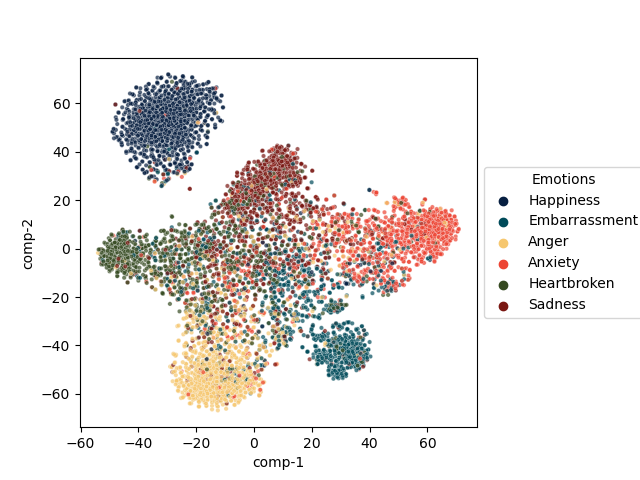 60
40
20
0
−20
−40
−60
comp-2
−60 −40 −20 0 20 40 60
comp-1
Emotions
Happiness
Embarrassment
Anger
Anxiety
Heartbroken
Sadness